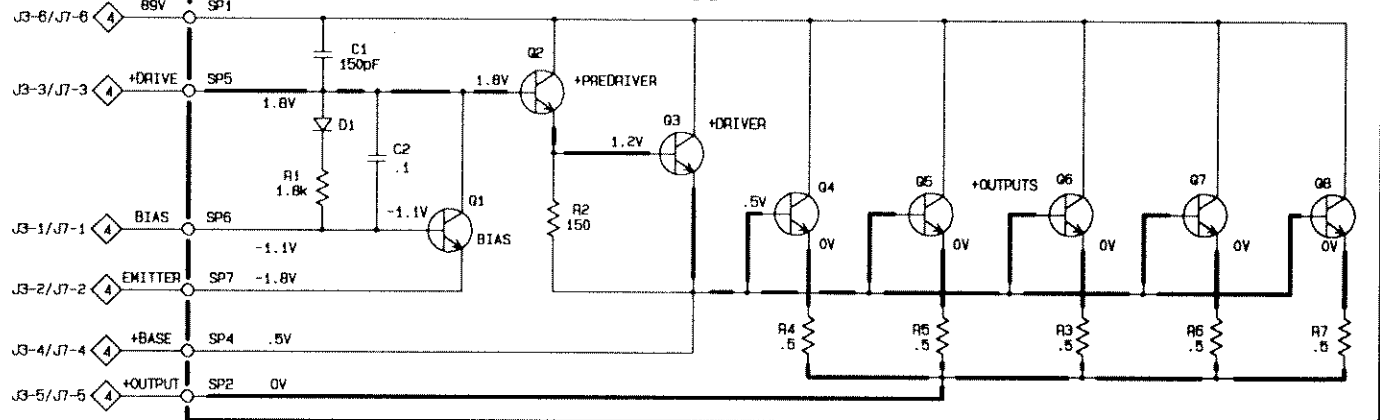 J3-6/J7-6 4 89V SP1
C1
150pF
Q2
J3-3/J7-3 4 +DRIVE SP5
1.8V
1.8V
+PREDRIVER
D1
Q3
+DRIVER
1.2V
C2
.1
R1
1.8k
Q4
Q5
+OUTPUTS
Q6
Q7
Q8
.5V
-1.1V
Q1
R2
150
J3-1/J7-1 4 BIAS SP6
BIAS
-1.1V
0V
0V
0V
0V
0V
J3-2/J7-2 4 EMITTER SP7 -1.8V
R4
.5
R5
.5
R3
.5
R6
.5
R7
.5
J3-4/J7-4 4 +BASE SP4 .5V
J3-5/J7-5 4 +OUTPUT SP2 0V